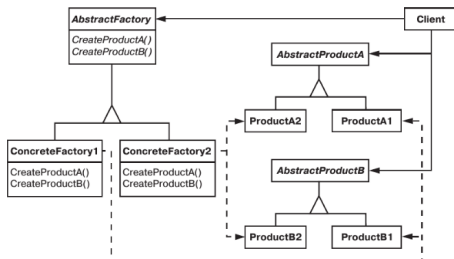 AbstractFactory
CreateProductA()
CreateProductB()
Client
AbstractProductA
ProductA2
ProductA1
ConcreteFactory1
CreateProductA()
CreateProductB()
ConcreteFactory2
CreateProductA()
CreateProductB()
AbstractProductB
ProductB2
ProductB1